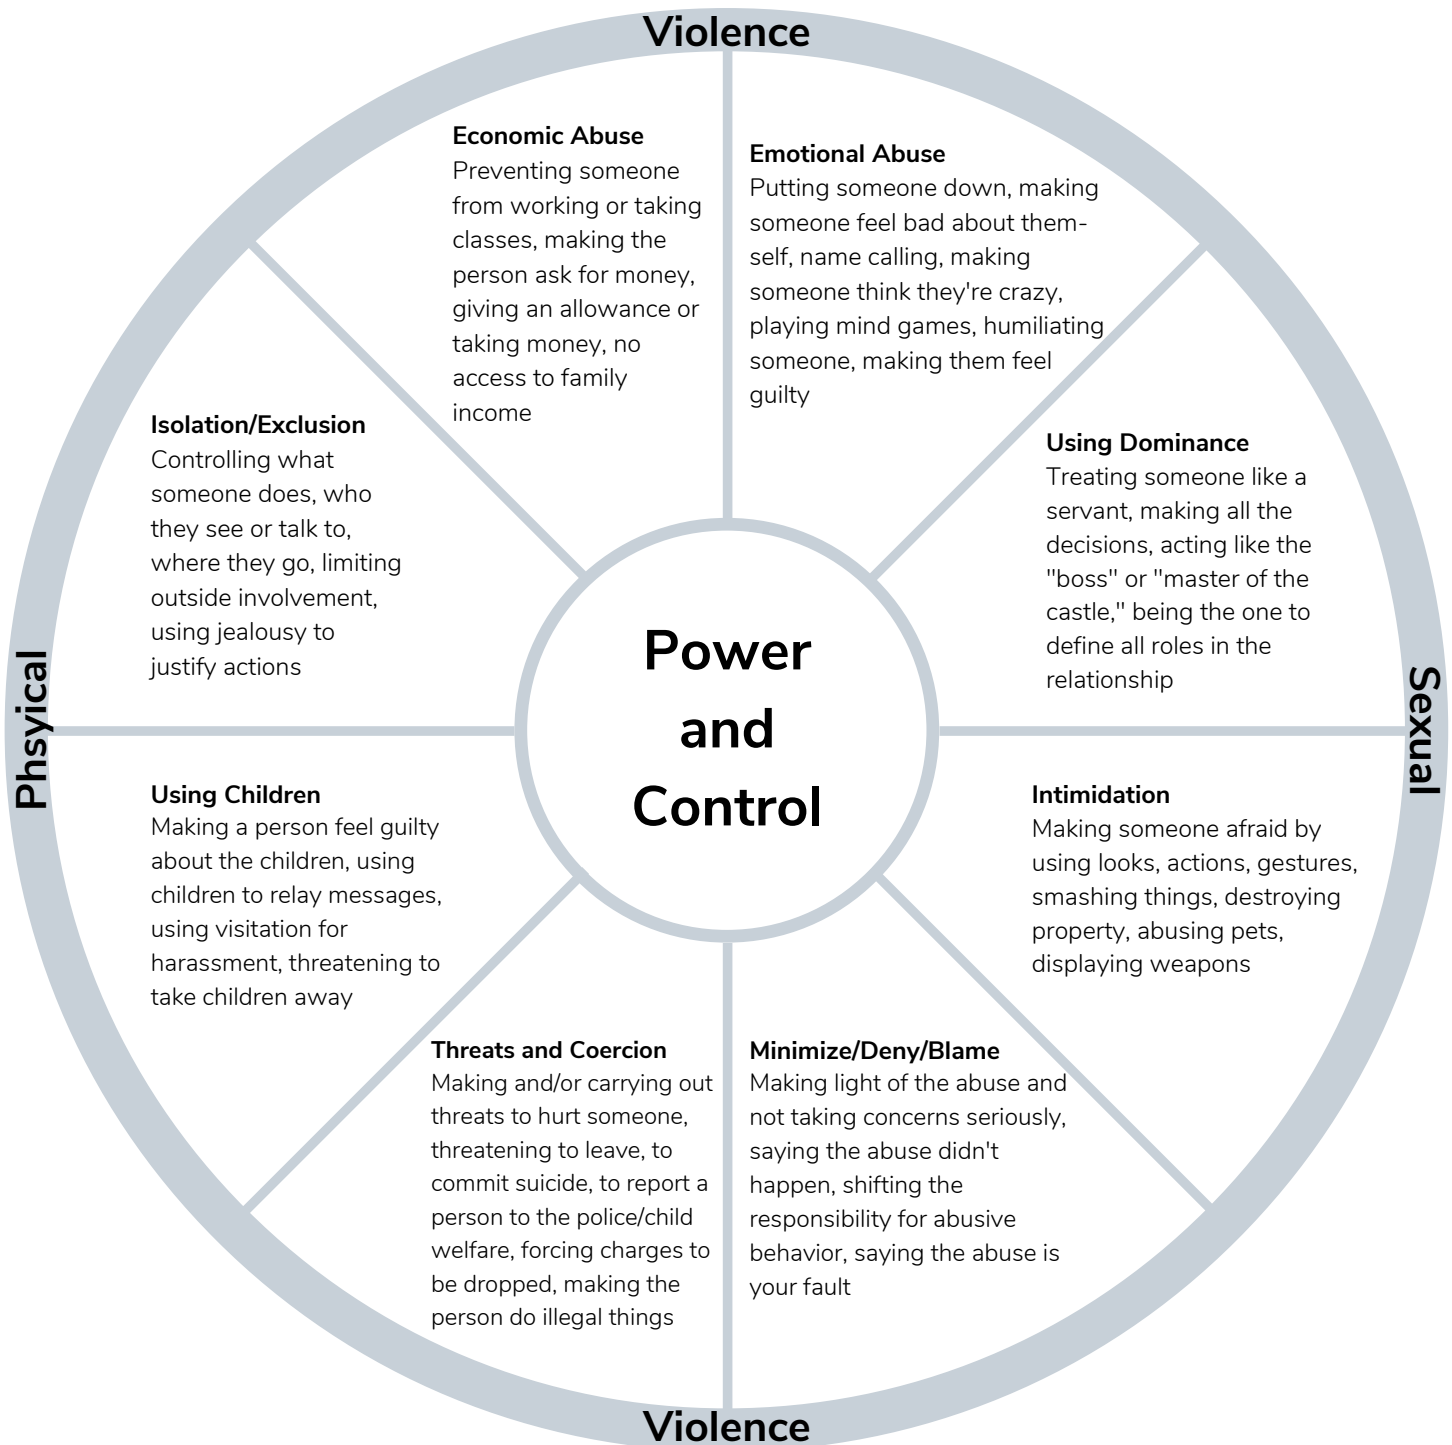 Violence
Economic Abuse
Preventing someone
from working or taking
classes, making the
person ask for money,
giving an allowance or
taking money, no
access to family
income
Emotional Abuse
Putting someone down, making
someone feel bad about them-
self, name calling, making
someone think they're crazy,
playing mind games, humiliating
someone, making them feel
guilty
Isolation/Exclusion
Controlling what
someone does, who
they see or talk to,
where they go, limiting
outside involvement,
using jealousy to
justify actions
Using Dominance
Treating someone like a
servant, making all the
decisions, acting like the
"boss" or "master of the
castle," being the one to
define all roles in the
relationship
Phsyical
Power
and
Control
Sexual
Using Children
Making a person feel guilty
about the children, using
children to relay messages,
using visitation for
harassment, threatening to
take children away
Intimidation
Making someone afraid by
using looks, actions, gestures,
smashing things, destroying
property, abusing pets,
displaying weapons
Threats and Coercion
Making and/or carrying out
threats to hurt someone,
threatening to leave, to
commit suicide, to report a
person to the police/child
welfare, forcing charges to
be dropped, making the
person do illegal things
Minimize/Deny/Blame
Making light of the abuse and
not taking concerns seriously,
saying the abuse didn't
happen, shifting the
responsibility for abusive
behavior, saying the abuse is
your fault
Violence